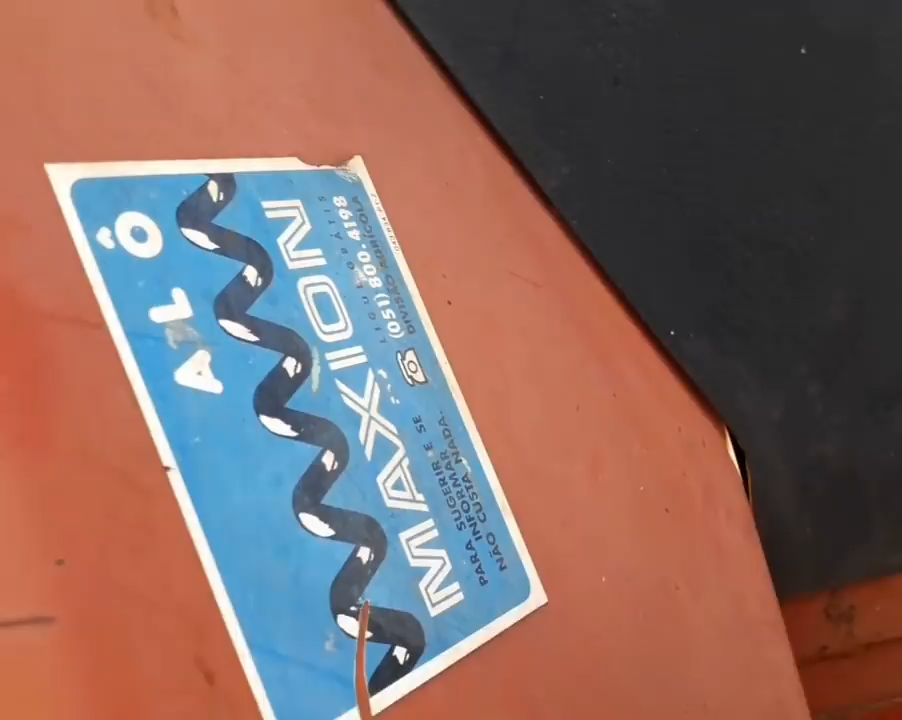 ALÔ
MAXION
PARA SUGERIR E SE
INFORMAR
NÃO CUSTA NADA.
LIGUE GRÁTIS
(051) 800.4198
DIVISÃO AGRÍCOLA